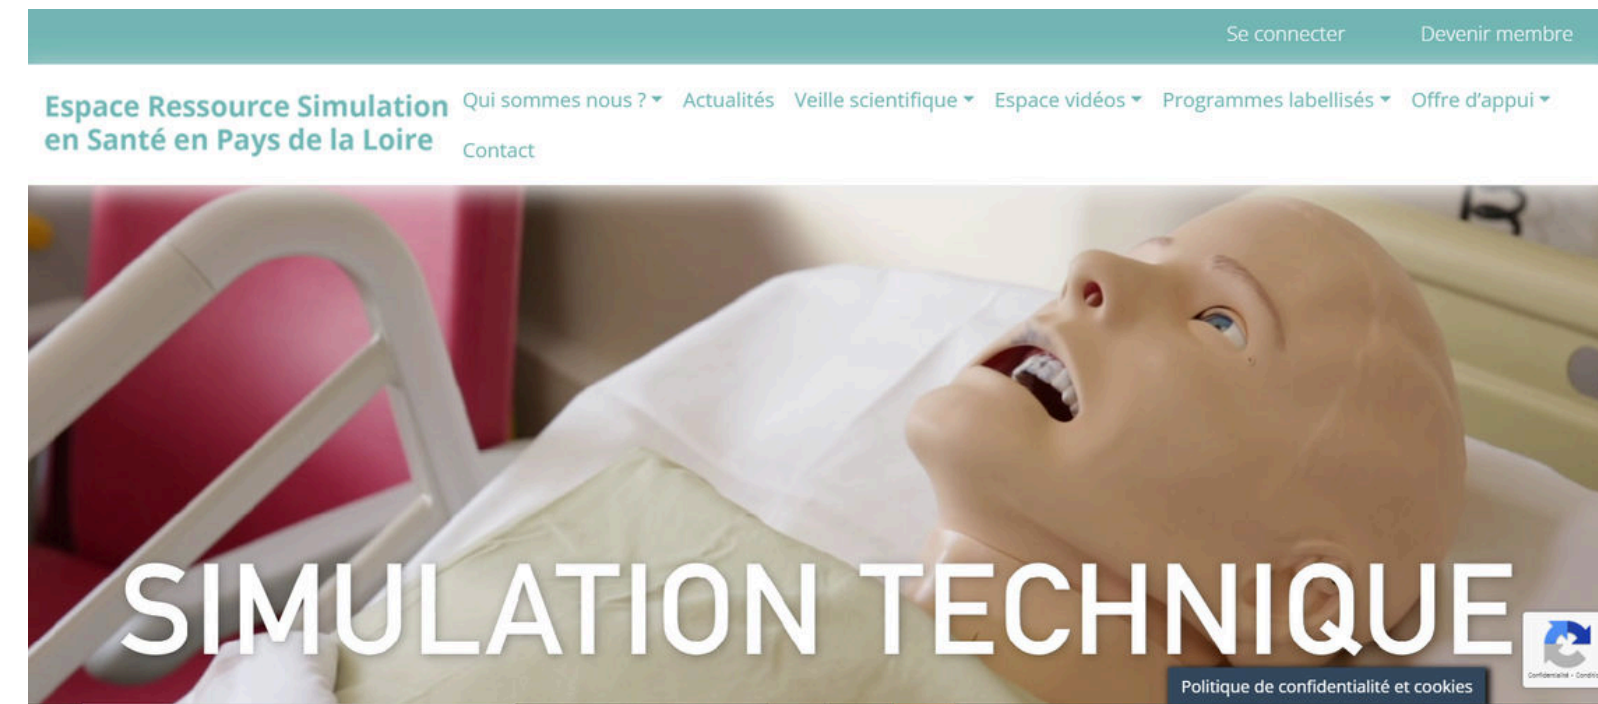 Se connecter Devenir membre
Espace Ressource Simulation
en Santé en Pays de la Loire
Qui sommes nous ? Actualités Veille scientifique Espace vidéos Programmes labellisés Offre d'appui
Contact
SIMULATION TECHNIQUE
Politique de confidentialité et cookies
Confidentialité -